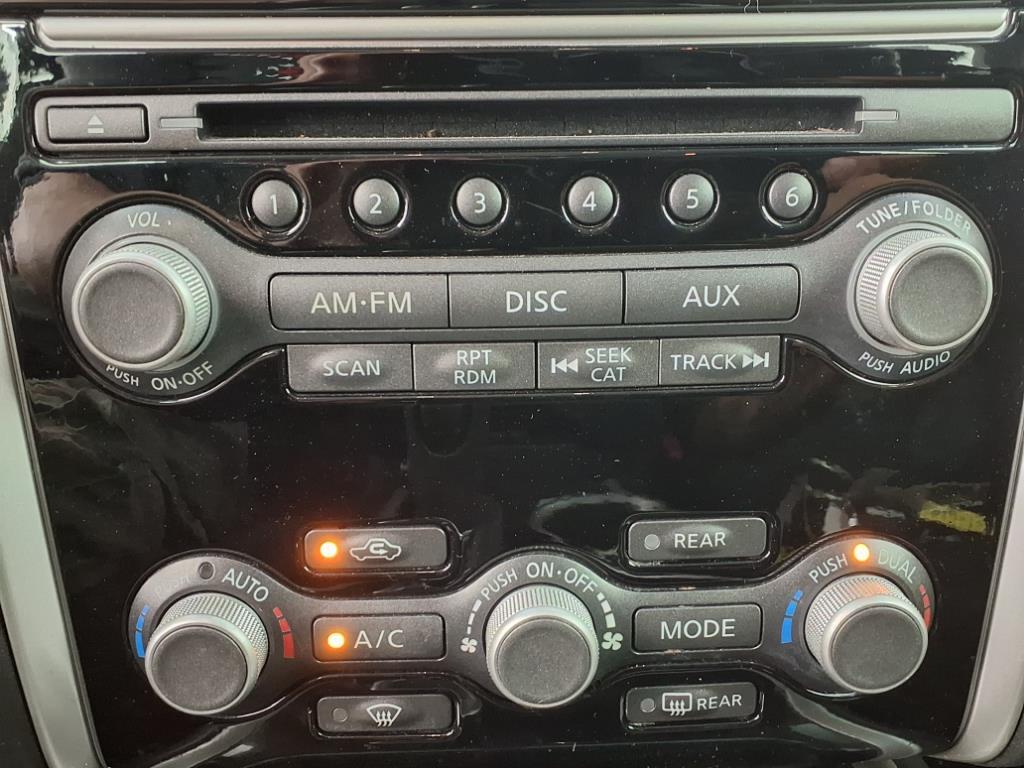 1 2 3 4 5 6
VOL
TUNE/FOLDER
AM·FM DISC AUX
PUSH ON·OFF
SCAN
RPT
RDM
SEEK
CAT
TRACK
PUSH AUDIO
REAR
PUSH AUTO
PUSH ON·OFF
PUSH DUAL
A/C
MODE
REAR